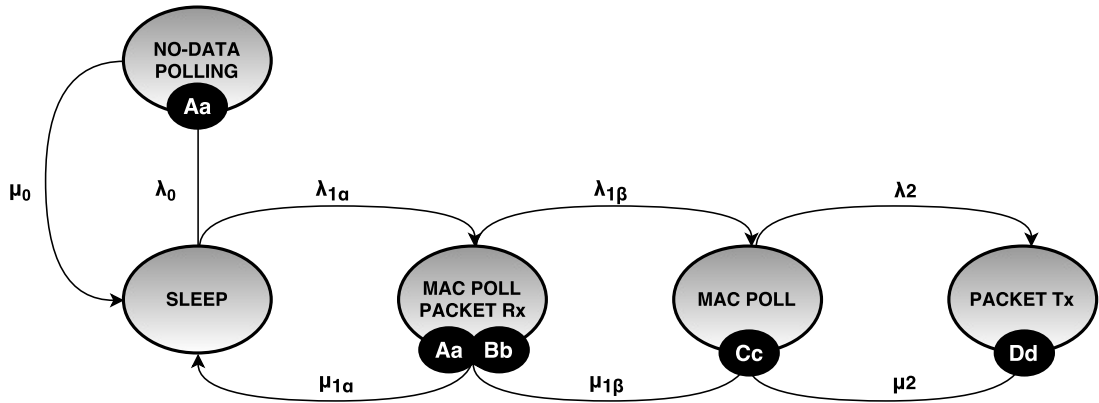 NO-DATA
POLLING
Aa
μ0
λ0
λ1α
λ1β
λ2
SLEEP
MAC POLL
PACKET Rx
MAC POLL
PACKET Tx
Aa
Bb
Cc
Dd
μ1α
μ1β
μ2